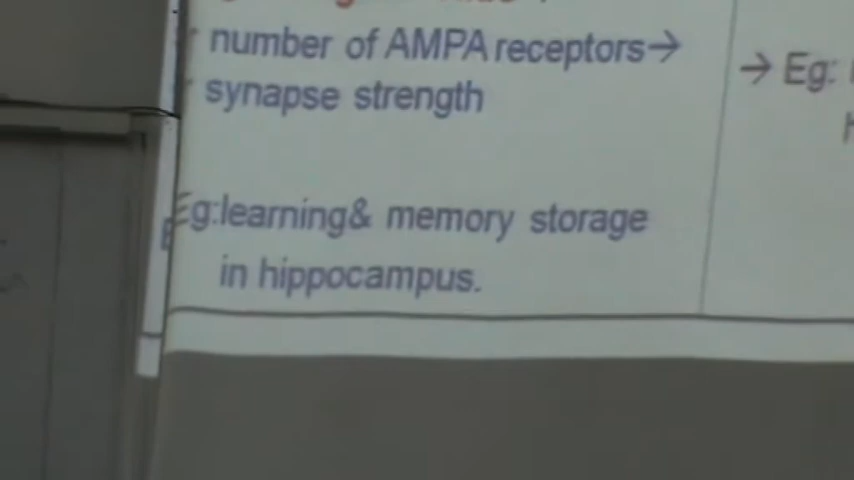 number of AMPA receptors→
synapse strength
Eg:learning& memory storage
in hippocampus.
→ Eg: